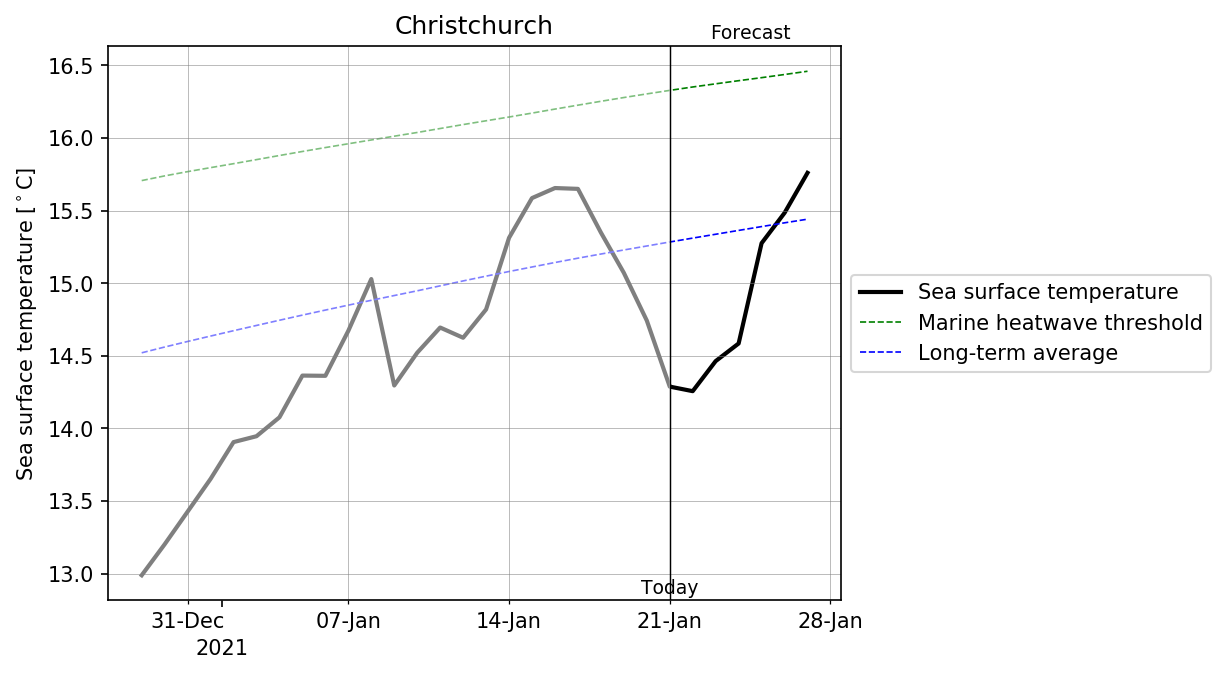 Christchurch
Forecast
Sea surface temperature [°C]
16.5
16.0
15.5
15.0
14.5
14.0
13.5
13.0
Today
31-Dec
07-Jan
14-Jan
21-Jan
28-Jan
2021
Sea surface temperature
Marine heatwave threshold
Long-term average